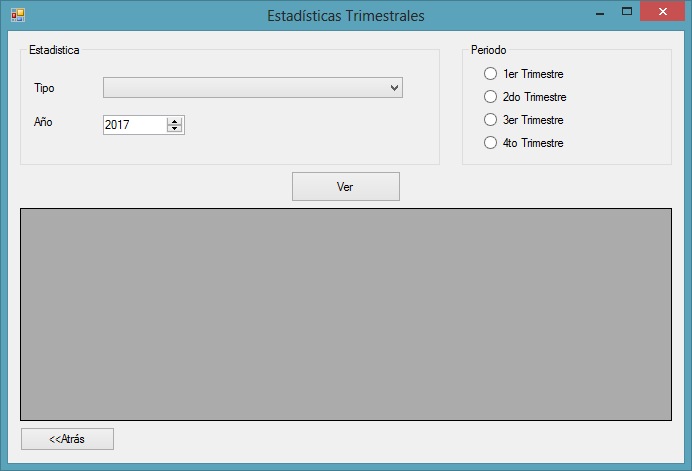 Estadísticas Trimestrales
Estadistica
Tipo
Año
2017
Periodo
1er Trimestre
2do Trimestre
3er Trimestre
4to Trimestre
Ver
<<Atrás